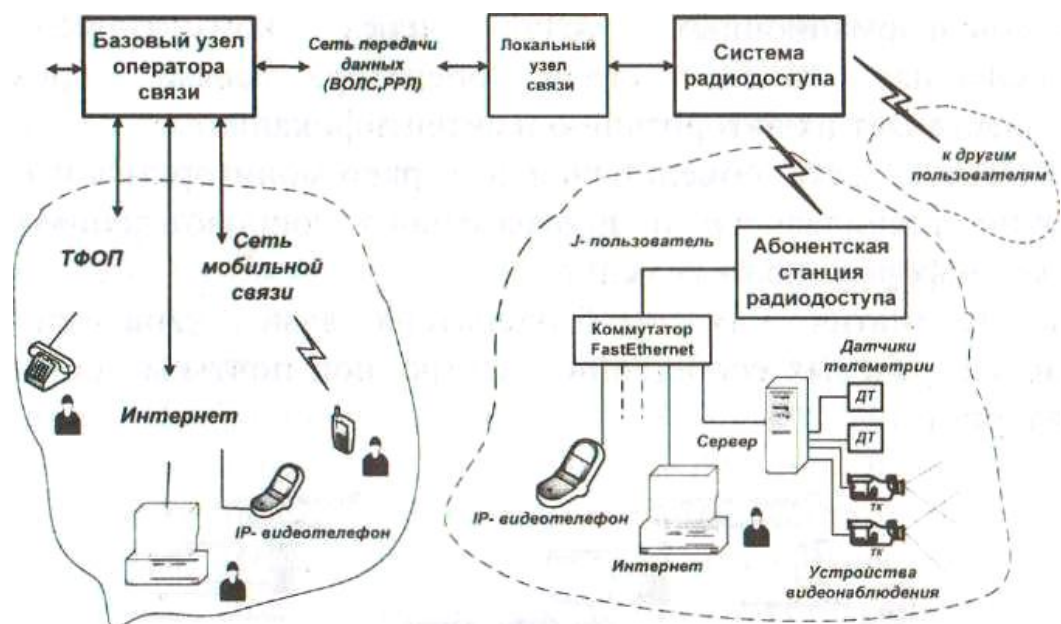 Базовый узел
оператора
связи
Сеть передачи
данных
(ВОЛС,РРЛ)
Локальный
узел
связи
Система
радиодоступа
к другим
пользователям
ТФОП
Сеть
мобильной
связи
J- пользователь
Абонентская
станция
радиодоступа
Коммутатор
FastEthernet
Датчики
телеметрии
ДТ
ДТ
Интернет
Сервер
IP- видеотелефон
IP- видеотелефон
Интернет
ТК
ТК
Устройства
видеонаблюдения